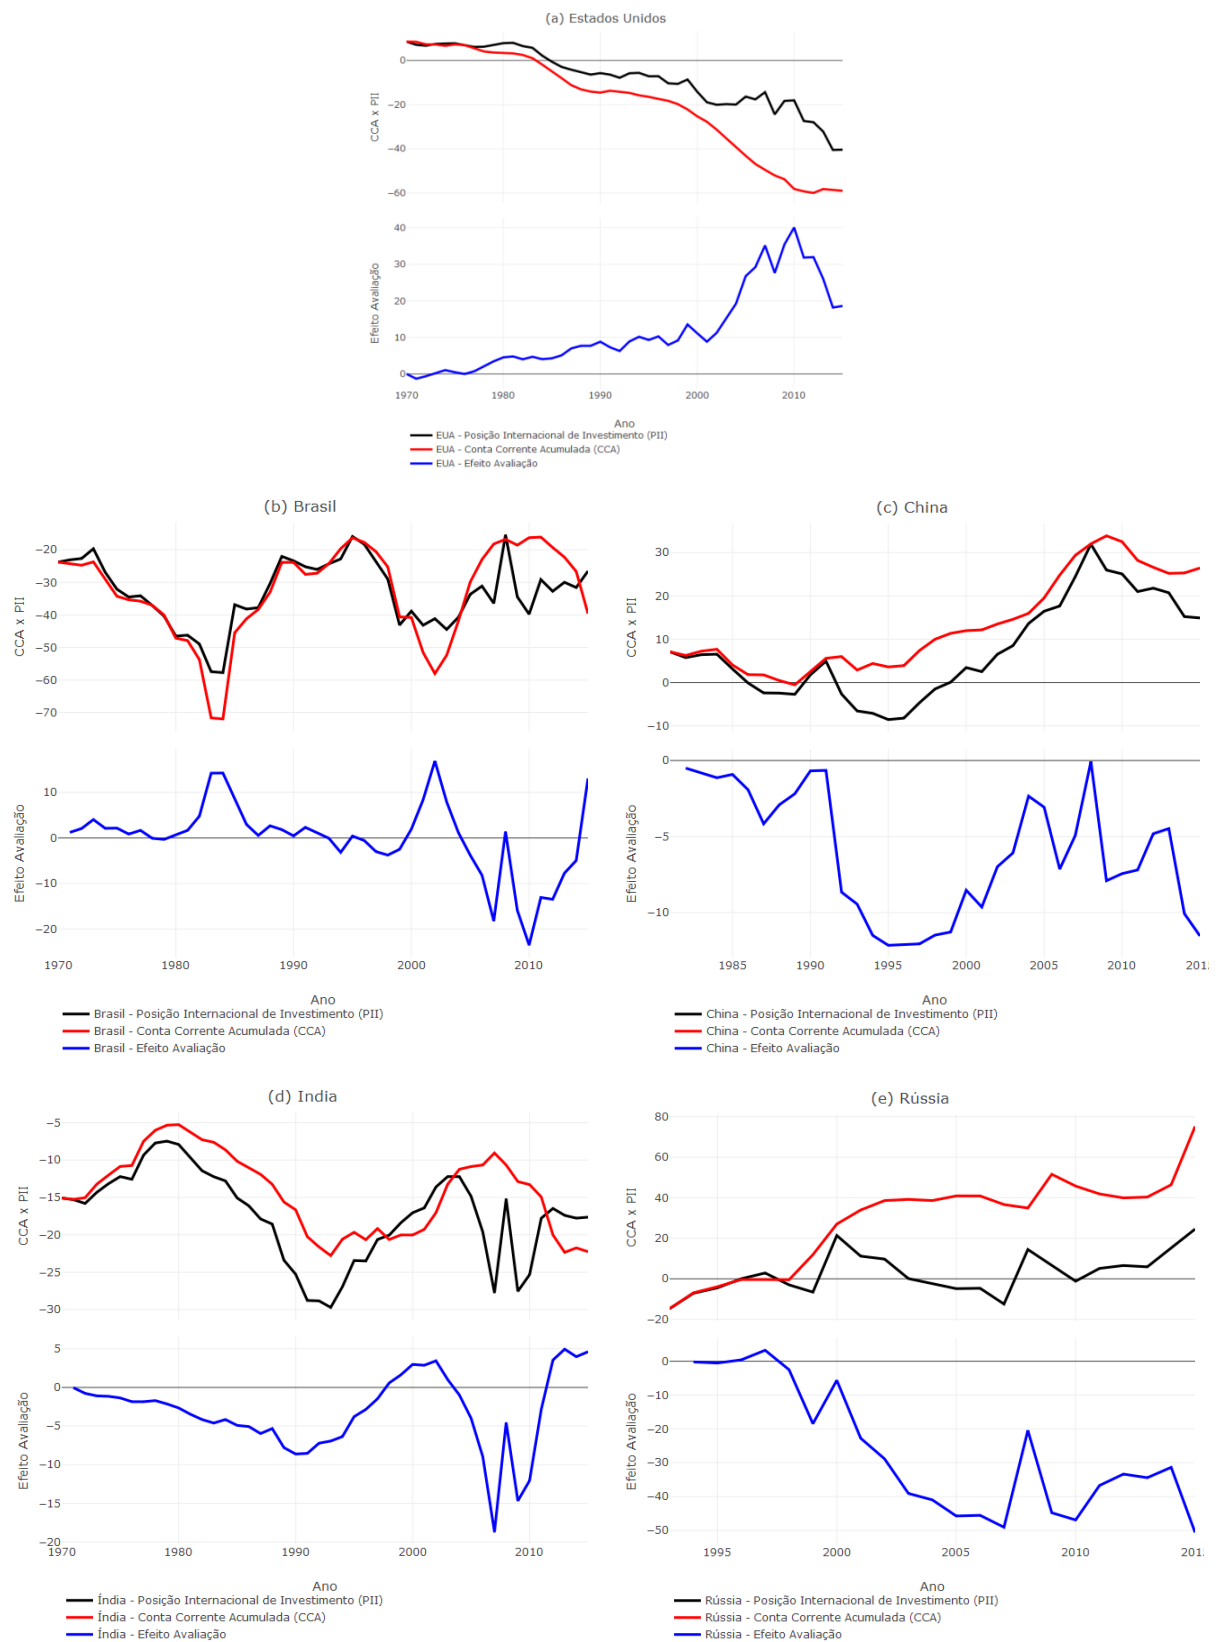 (a) Estados Unidos
CCA x PII
0
−20
−40
−60
Efeito Avaliação
40
30
20
10
0
1970 1980 1990 2000 2010
Ano
EUA - Posição Internacional de Investimento (PII)
EUA - Conta Corrente Acumulada (CCA)
EUA - Efeito Avaliação
(b) Brasil
CCA x PII
−20
−30
−40
−50
−60
−70
Efeito Avaliação
10
0
−10
−20
1970 1980 1990 2000 2010
Ano
Brasil - Posição Internacional de Investimento (PII)
Brasil - Conta Corrente Acumulada (CCA)
Brasil - Efeito Avaliação
(c) China
CCA x PII
30
20
10
0
−10
Efeito Avaliação
0
−5
−10
1985 1990 1995 2000 2005 2010 2015
Ano
China - Posição Internacional de Investimento (PII)
China - Conta Corrente Acumulada (CCA)
China - Efeito Avaliação
(d) India
CCA x PII
−5
−10
−15
−20
−25
−30
Efeito Avaliação
5
0
−5
−10
−15
−20
1970 1980 1990 2000 2010
Ano
Índia - Posição Internacional de Investimento (PII)
Índia - Conta Corrente Acumulada (CCA)
Índia - Efeito Avaliação
(e) Rússia
CCA x PII
80
60
40
20
0
−20
Efeito Avaliação
0
−10
−20
−30
−40
−50
1995 2000 2005 2010 201
Ano
Rússia - Posição Internacional de Investimento (PII)
Rússia - Conta Corrente Acumulada (CCA)
Rússia - Efeito Avaliação